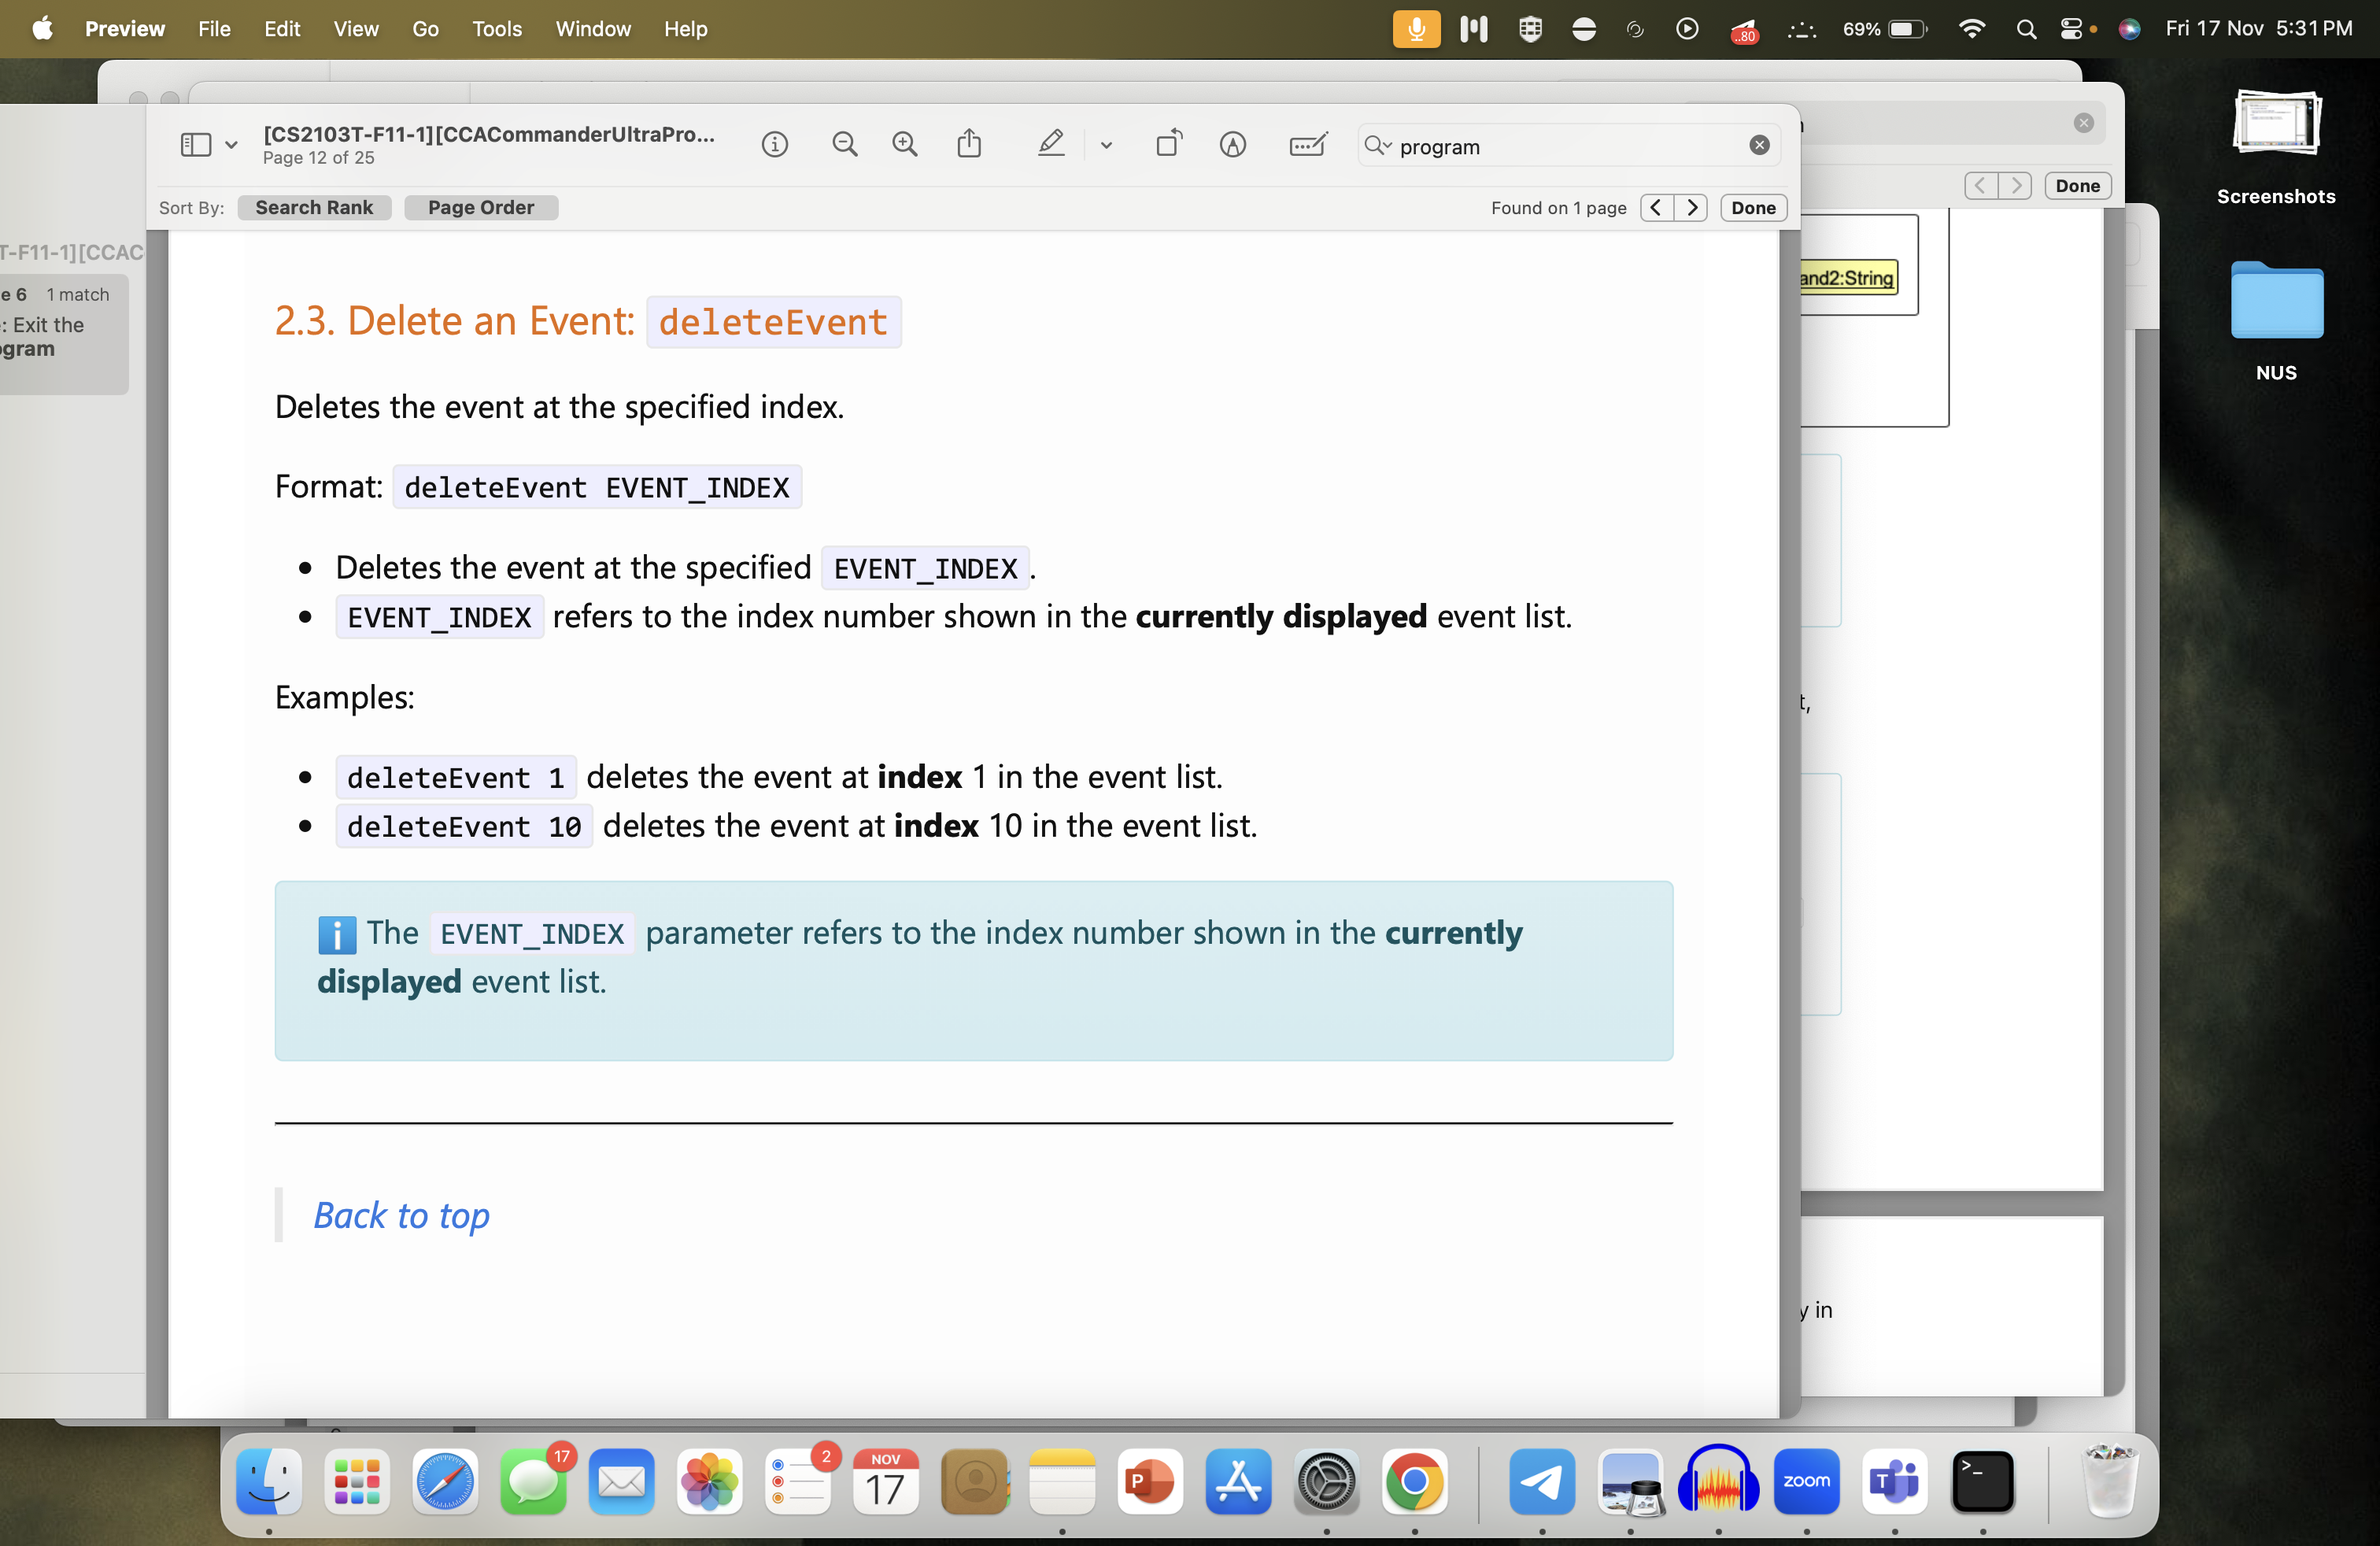 Preview File Edit View Go Tools Window Help
..80
69%
Fri 17 Nov 5:31 PM
[CS2103T-F11-1][CCACommanderUltraPro...
Page 12 of 25
program
Sort By: Search Rank Page Order
Found on 1 page
Done
Done
T-F11-1][CCAC
e 6 1 match
: Exit the
ogram
2.3. Delete an Event: deleteEvent
Deletes the event at the specified index.
Format: deleteEvent EVENT_INDEX
• Deletes the event at the specified EVENT_INDEX.
• EVENT_INDEX refers to the index number shown in the currently displayed event list.
Examples:
• deleteEvent 1 deletes the event at index 1 in the event list.
• deleteEvent 10 deletes the event at index 10 in the event list.
i The EVENT_INDEX parameter refers to the index number shown in the currently
displayed event list.
Back to top
and2:String
t,
y in
Screenshots
NUS
17
2
NOV
17
P
zoom
T
>_